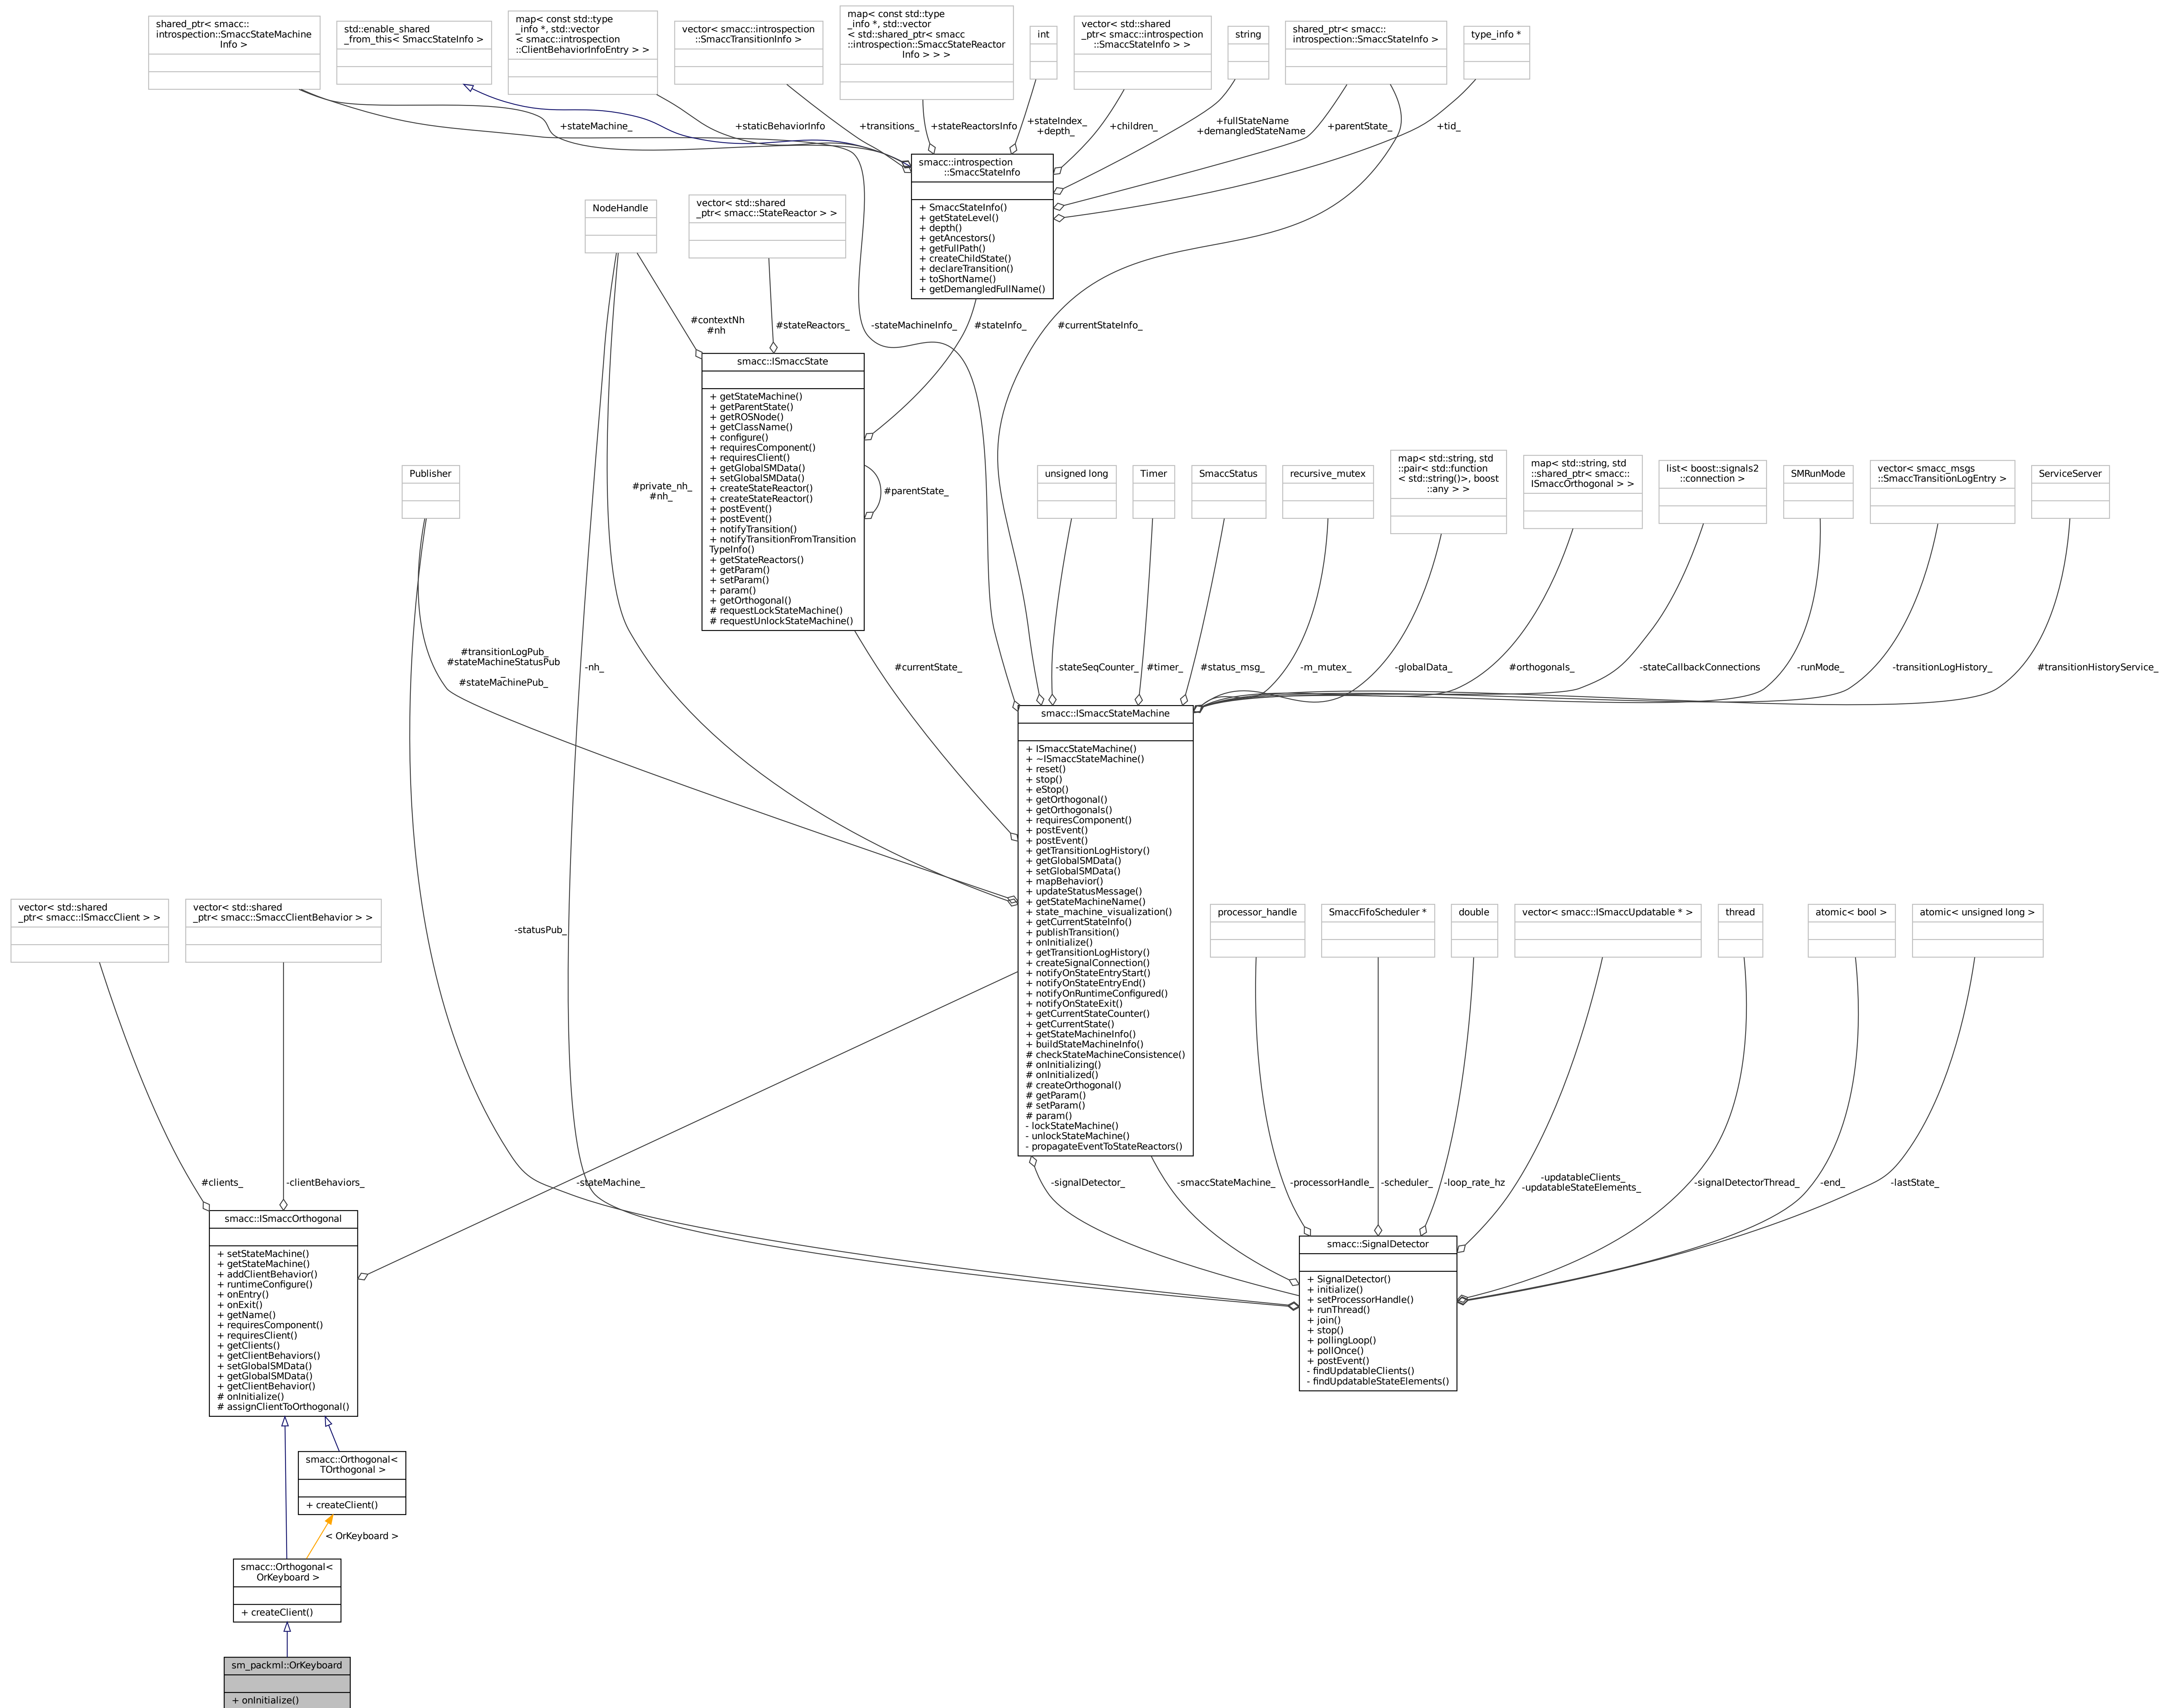 shared_ptr< smacc::
introspection::SmaccStateMachine
Info >
std::enable_shared
_from_this< SmaccStateInfo >
map< const std::type
_info *, std::vector
< smacc::introspection
::ClientBehaviorInfoEntry > >
vector< smacc::introspection
::SmaccTransitionInfo >
map< const std::type
_info *, std::vector
< std::shared_ptr< smacc
::introspection::SmaccStateReactor
Info > > >
int
vector< std::shared
_ptr< smacc::introspection
::SmaccStateInfo > >
string
shared_ptr< smacc::
introspection::SmaccStateInfo >
type_info *
+stateMachine_
+staticBehaviorInfo
+transitions_
+stateReactorsInfo
+stateIndex_
+depth_
+children_
+fullStateName
+demangledStateName
+parentState_
+tid_
smacc::introspection
::SmaccStateInfo
+ SmaccStateInfo()
+ getStateLevel()
+ depth()
+ getAncestors()
+ getFullPath()
+ createChildState()
+ declareTransition()
+ toShortName()
+ getDemangledFullName()
NodeHandle
vector< std::shared
_ptr< smacc::StateReactor > >
#contextNh
#nh
#stateReactors_
-stateMachineInfo_
#stateInfo_
#currentStateInfo_
smacc::ISmaccState
+ getStateMachine()
+ getParentState()
+ getROSNode()
+ getClassName()
+ configure()
+ requiresComponent()
+ requiresClient()
+ getGlobalSMData()
+ setGlobalSMData()
+ createStateReactor()
+ createStateReactor()
+ postEvent()
+ postEvent()
+ notifyTransition()
+ notifyTransitionFromTransition
TypeInfo()
+ getStateReactors()
+ getParam()
+ setParam()
+ param()
+ getOrthogonal()
# requestLockStateMachine()
# requestUnlockStateMachine()
#parentState_
Publisher
#private_nh_
#nh_
unsigned long
Timer
SmaccStatus
recursive_mutex
map< std::string, std
::pair< std::function
< std::string()>, boost
::any > >
map< std::string, std
::shared_ptr< smacc::
ISmaccOrthogonal > >
list< boost::signals2
::connection >
SMRunMode
vector< smacc_msgs
::SmaccTransitionLogEntry >
ServiceServer
#transitionLogPub_
#stateMachineStatusPub
_
#stateMachinePub_
-nh_
#currentState_
-stateSeqCounter_
#timer_
#status_msg_
-m_mutex_
-globalData_
#orthogonals_
-stateCallbackConnections
-runMode_
-transitionLogHistory_
#transitionHistoryService_
smacc::ISmaccStateMachine
+ ISmaccStateMachine()
+ ~ISmaccStateMachine()
+ reset()
+ stop()
+ eStop()
+ getOrthogonal()
+ getOrthogonals()
+ requiresComponent()
+ postEvent()
+ postEvent()
+ getTransitionLogHistory()
+ getGlobalSMData()
+ setGlobalSMData()
+ mapBehavior()
+ updateStatusMessage()
+ getStateMachineName()
+ state_machine_visualization()
+ getCurrentStateInfo()
+ publishTransition()
+ onInitialize()
+ getTransitionLogHistory()
+ createSignalConnection()
+ notifyOnStateEntryStart()
+ notifyOnStateEntryEnd()
+ notifyOnRuntimeConfigured()
+ notifyOnStateExit()
+ getCurrentStateCounter()
+ getCurrentState()
+ getStateMachineInfo()
+ buildStateMachineInfo()
# checkStateMachineConsistence()
# onInitializing()
# onInitialized()
# createOrthogonal()
# getParam()
# setParam()
# param()
- lockStateMachine()
- unlockStateMachine()
- propagateEventToStateReactors()
vector< std::shared
_ptr< smacc::ISmaccClient > >
vector< std::shared
_ptr< smacc::SmaccClientBehavior > >
-statusPub_
processor_handle
SmaccFifoScheduler *
double
vector< smacc::ISmaccUpdatable * >
thread
atomic< bool >
atomic< unsigned long >
#clients_
-clientBehaviors_
-stateMachine_
-signalDetector_
-smaccStateMachine_
-processorHandle_
-scheduler_
-loop_rate_hz
-updatableClients_
-updatableStateElements_
-signalDetectorThread_
-end_
-lastState_
smacc::ISmaccOrthogonal
+ setStateMachine()
+ getStateMachine()
+ addClientBehavior()
+ runtimeConfigure()
+ onEntry()
+ onExit()
+ getName()
+ requiresComponent()
+ requiresClient()
+ getClients()
+ getClientBehaviors()
+ setGlobalSMData()
+ getGlobalSMData()
+ getClientBehavior()
# onInitialize()
# assignClientToOrthogonal()
smacc::SignalDetector
+ SignalDetector()
+ initialize()
+ setProcessorHandle()
+ runThread()
+ join()
+ stop()
+ pollingLoop()
+ pollOnce()
+ postEvent()
- findUpdatableClients()
- findUpdatableStateElements()
smacc::Orthogonal<
TOrthogonal >
+ createClient()
< OrKeyboard >
smacc::Orthogonal<
OrKeyboard >
+ createClient()
sm_packml::OrKeyboard
+ onInitialize()